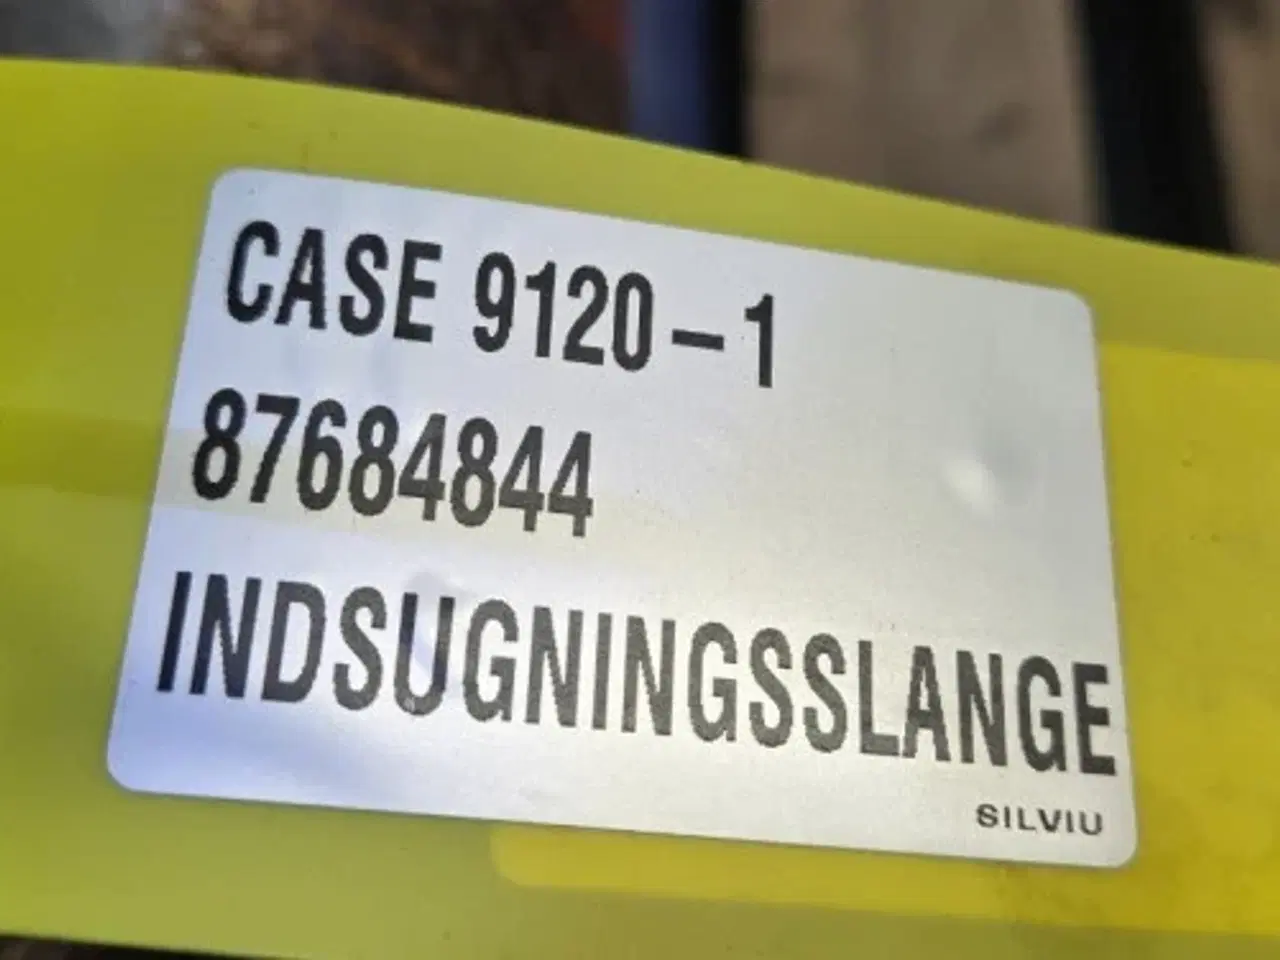 CASE 9120-1
87684844
INDSUGNINGSSLANGE
SILVIU